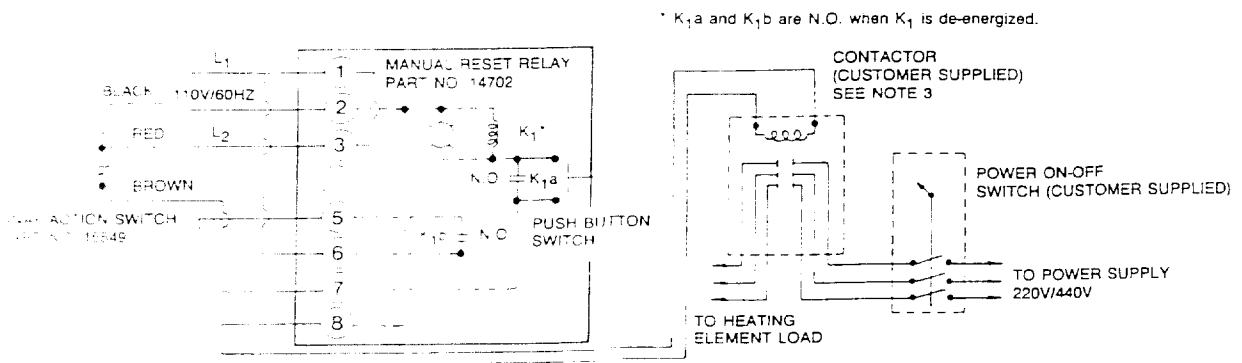 * K1a and K1b are N.O. when K1 is de-energized.
L1
1
MANUAL RESET RELAY
PART NO. 14702
CONTACTOR
(CUSTOMER SUPPLIED)
SEE NOTE 3
BLACK
110V/60HZ
2
RED
L2
3
K1*
N.O.
K1a
BROWN
POWER ON-OFF
SWITCH (CUSTOMER SUPPLIED)
ACTION SWITCH
5
N.O.
PUSH BUTTON
SWITCH
6
7
8
TO POWER SUPPLY
220V/440V
TO HEATING
ELEMENT LOAD